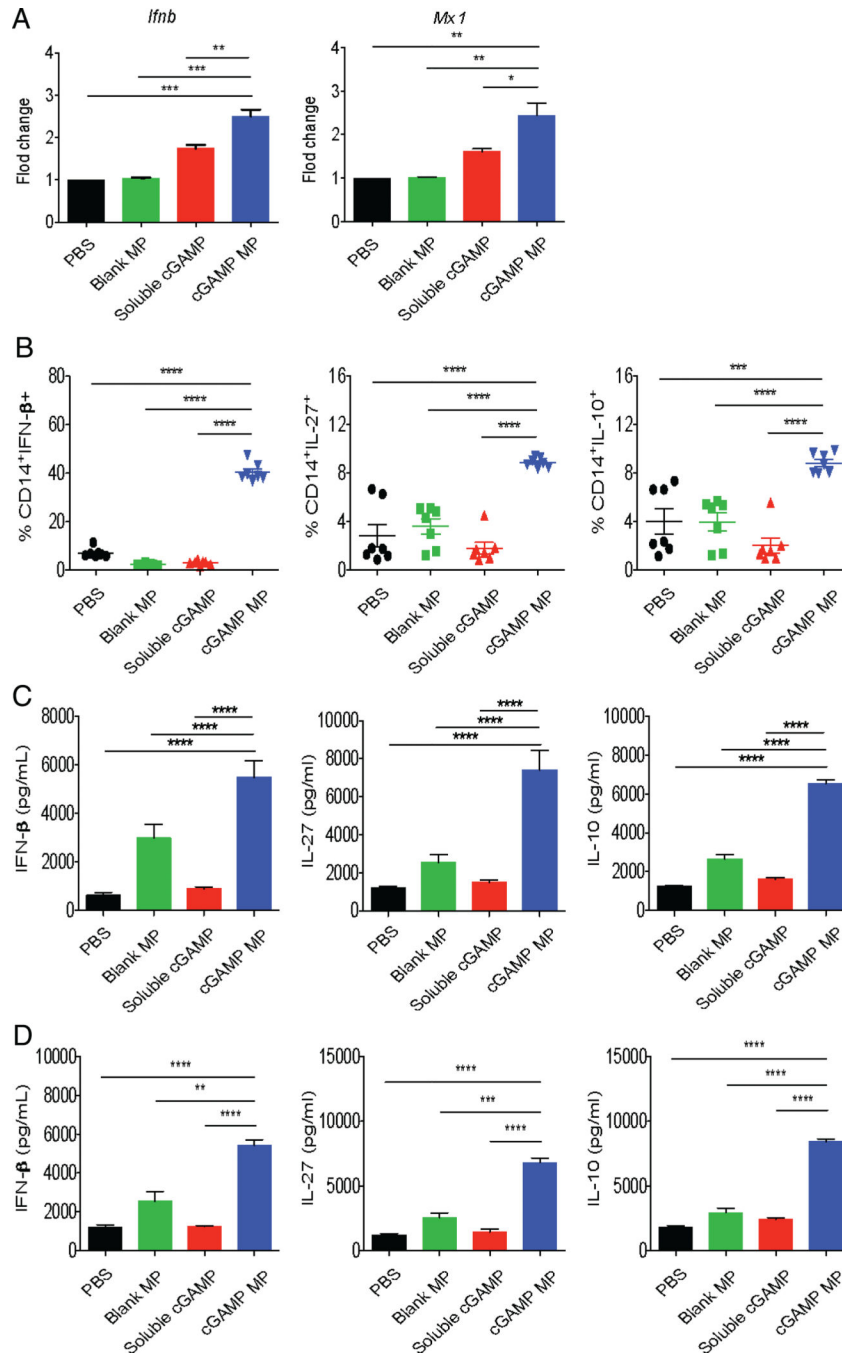 A
Ifnb
Mx1
Flod change
4
3
2
1
0
***
***
**
PBS
Blank MP
Soluble cGAMP
cGAMP MP
Flod change
4
3
2
1
0
**
**
*
PBS
Blank MP
Soluble cGAMP
cGAMP MP
B
% CD14+IFN-β+
80
60
40
20
0
****
****
****
PBS
Blank MP
Soluble cGAMP
cGAMP MP
% CD14⁺IL-27⁺
16
12
8
4
0
****
****
****
PBS
Blank MP
Soluble cGAMP
cGAMP MP
% CD14⁺IL-10⁺
16
12
8
4
0
***
****
****
PBS
Blank MP
Soluble cGAMP
cGAMP MP
C
IFN-β (pg/mL)
8000
6000
4000
2000
0
****
****
****
PBS
Blank MP
Soluble cGAMP
cGAMP MP
IL-27 (pg/ml)
10000
8000
6000
4000
2000
0
****
****
****
PBS
Blank MP
Soluble cGAMP
cGAMP MP
IL-10 (pg/ml)
8000
6000
4000
2000
0
****
****
****
PBS
Blank MP
Soluble cGAMP
cGAMP MP
D
IFN-β (pg/mL)
10000
8000
6000
4000
2000
0
****
**
****
PBS
Blank MP
Soluble cGAMP
cGAMP MP
IL-27 (pg/ml)
15000
10000
5000
0
****
***
****
PBS
Blank MP
Soluble cGAMP
cGAMP MP
IL-10 (pg/ml)
15000
10000
5000
0
****
****
****
PBS
Blank MP
Soluble cGAMP
cGAMP MP